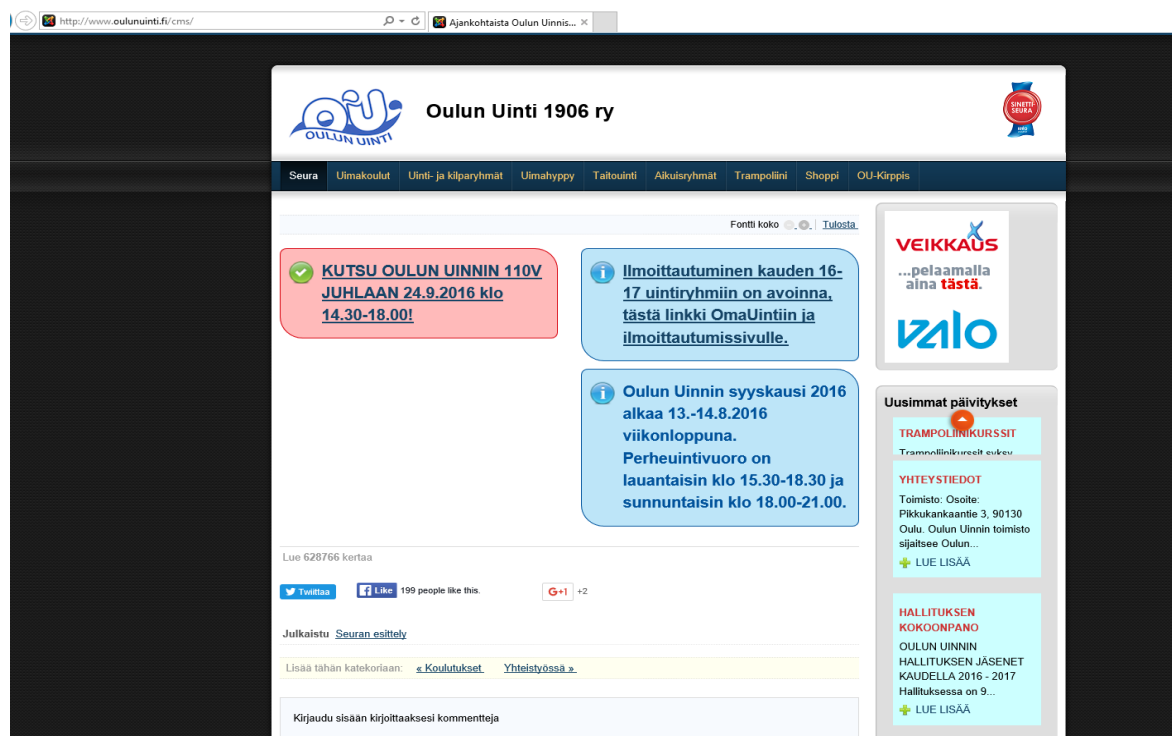 http://www.oulunuinti.fi/cms/
Ajankohtaista Oulun Uinnis...
OULUN UINTI
Oulun Uinti 1906 ry
SINETTI-
SEURA
Seura Uimakoulut Uinti- ja kilparyhmät Uimahyppy Taitouinti Aikuisryhmät Trampoliini Shoppi OU-Kirppis
Fontti koko Tulosta
KUTSU OULUN UINNIN 110V
JUHLAAN 24.9.2016 klo
14.30-18.00!
Ilmoittautuminen kauden 16-
17 uintiryhmiin on avoinna,
tästä linkki OmaUintiin ja
ilmoittautumissivulle.
Oulun Uinnin syyskausi 2016
alkaa 13.-14.8.2016
viikonloppuna.
Perheuintivuoro on
lauantaisin klo 15.30-18.30 ja
sunnuntaisin klo 18.00-21.00.
Lue 628766 kertaa
Twiittaa Like 199 people like this. G+1 +2
Julkaistu Seuran esittely
Lisää tähän katekoriaan: « Koulutukset Yhteistyössä »
Kirjaudu sisään kirjoittaaksesi kommentteja
VEIKKAUS
...pelaamalla
aina tästä.
valo
Uusimmat päivitykset
TRAMPOLIINIKURSSIT
Trampoliinikurssit syksy
YHTEYSTIEDOT
Toimisto: Osoite:
Pikkukankaantie 3, 90130
Oulu. Oulun Uinnin toimisto
sijaitsee Oulun...
LUE LISÄÄ
HALLITUKSEN
KOKOONPANO
OULUN UINNIN
HALLITUKSEN JÄSENET
KAUDELLA 2016 - 2017
Hallituksessa on 9...
LUE LISÄÄ